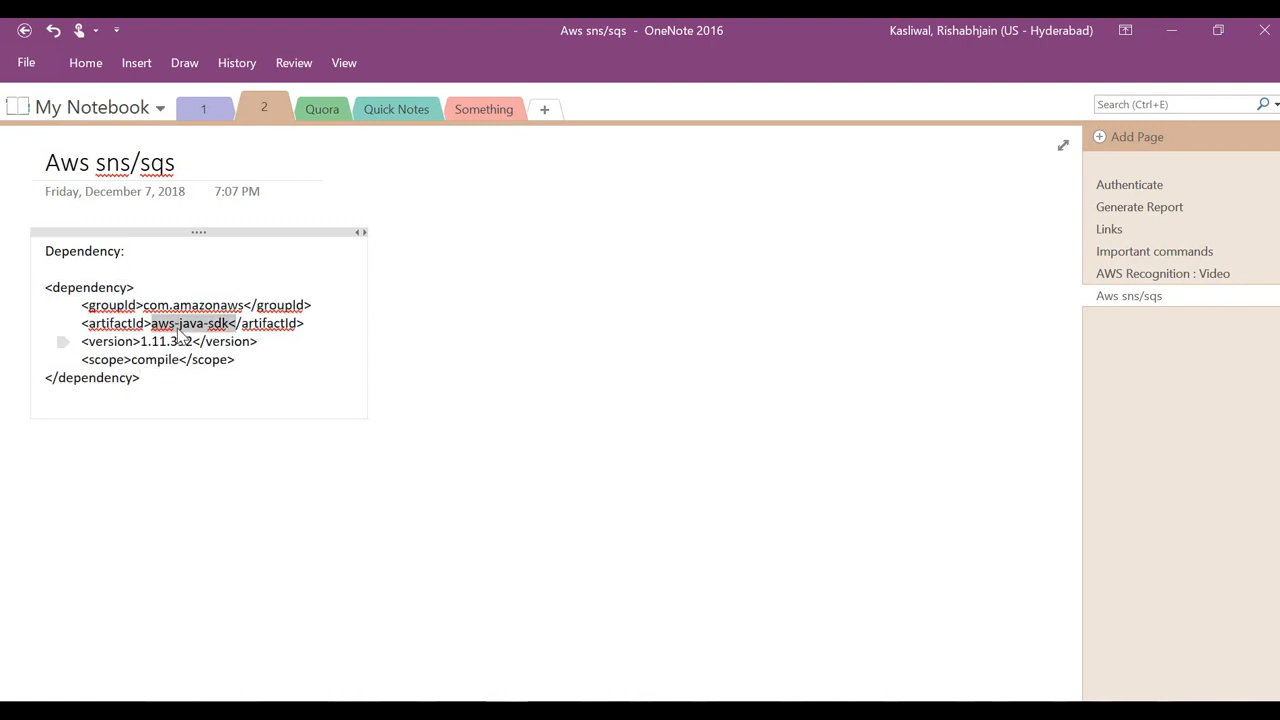 Aws sns/sqs - OneNote 2016
Kasliwal, Rishabhjain (US - Hyderabad)
File Home Insert Draw History Review View
My Notebook 1 2 Quora Quick Notes Something +
Search (Ctrl+E)
Add Page
Aws sns/sqs
Friday, December 7, 2018 7:07 PM
Dependency:
<dependency>
<groupId>com.amazonaws</groupId>
<artifactId>aws-java-sdk</artifactId>
<version></version>
<scope>compile</scope>
</dependency>
Authenticate
Generate Report
Links
Important commands
AWS Recognition : Video
Aws sns/sqs